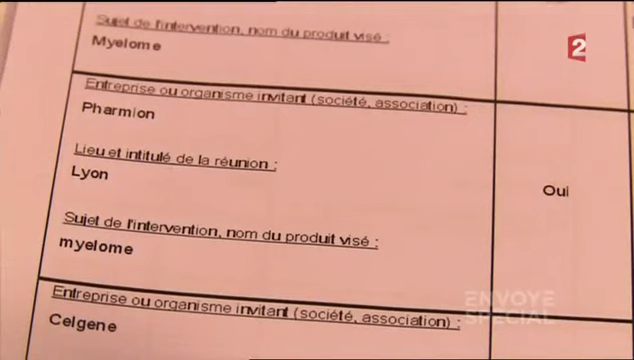 Sujet de l'intervention, nom du produit visé :
Myelome
2
Entreprise ou organisme invitant (société, association) :
Pharmion
Lieu et intitulé de la réunion :
Lyon
Oui
Sujet de l'intervention, nom du produit visé :
myelome
Entreprise ou organisme invitant (société, association) :
Celgene
ENVOYE
SPECIAL